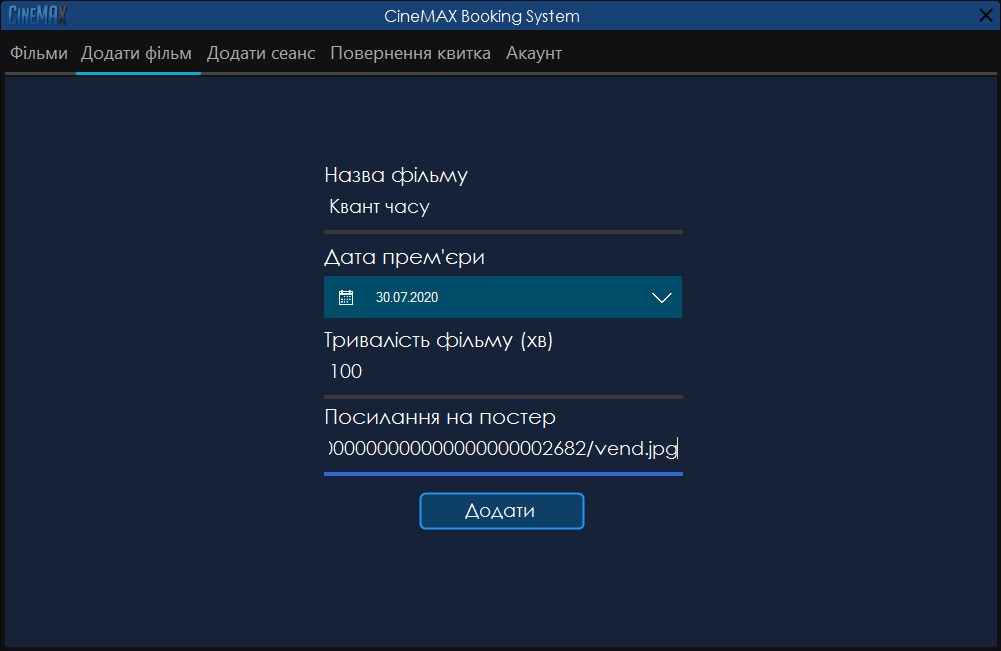 CINEMAX
CineMAX Booking System
Фільми Додати фільм Додати сеанс Повернення квитка Акаунт
Назва фільму
Квант часу
Дата прем'єри
30.07.2020
Тривалість фільму (хв)
100
Посилання на постер
000000000000000000002682/vend.jpg
Додати